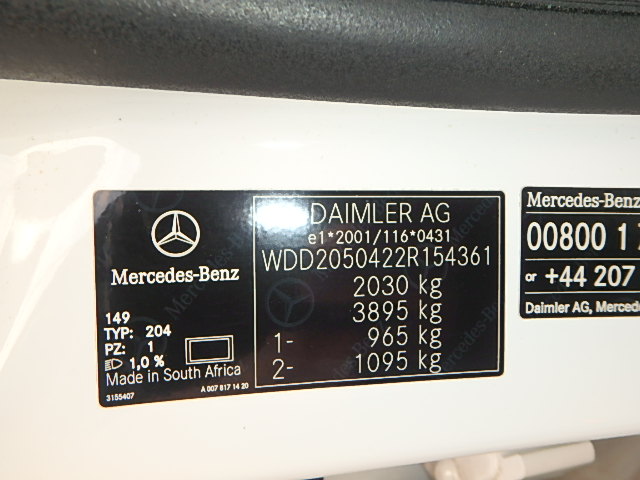 Mercedes-Benz
149
TYP: 204
PZ: 1
1,0 %
Made in South Africa
3155407
A 007 817 14 20
DAIMLER AG
e1*2001/116*0431
WDD2050422R154361
2030 kg
3895 kg
1- 965 kg
2- 1095 kg
Mercedes-Benz
00800 1
or +44 207
Daimler AG, Merced